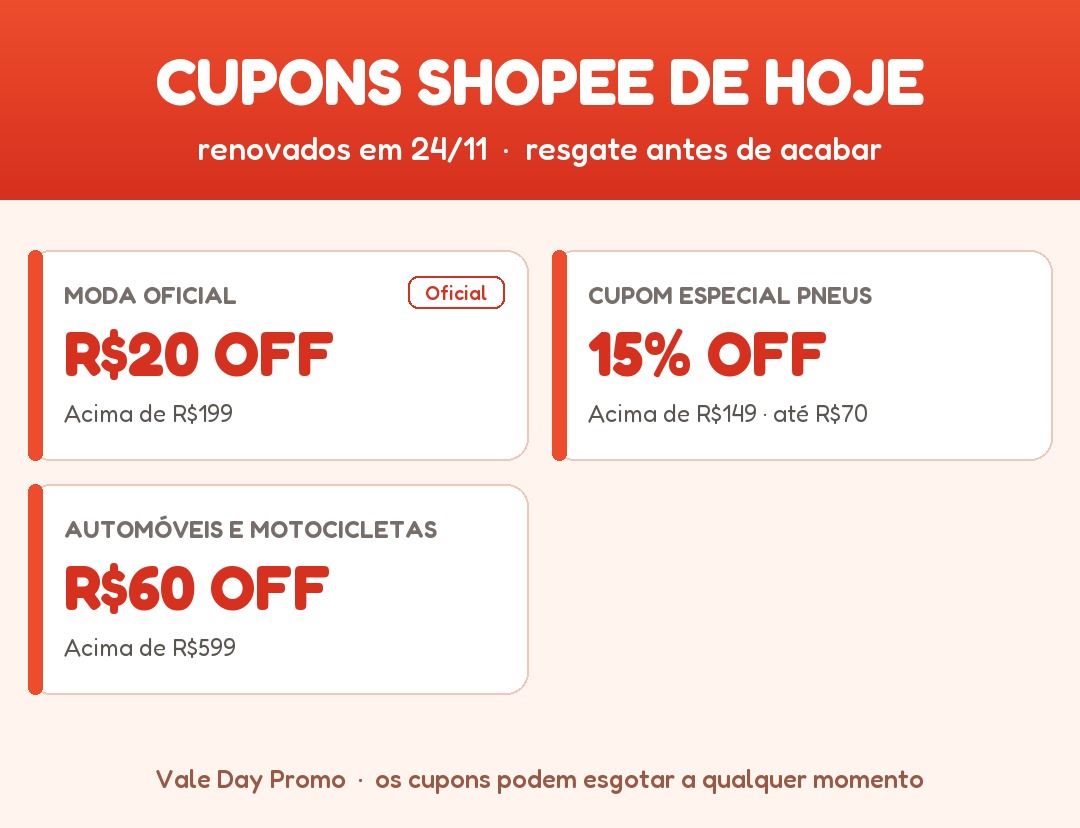 CUPONS SHOPEE DE HOJE
renovados em 24/11 · resgate antes de acabar
MODA OFICIAL
Oficial
R$20 OFF
Acima de R$199
CUPOM ESPECIAL PNEUS
15% OFF
Acima de R$149 · até R$70
AUTOMÓVEIS E MOTOCICLETAS
R$60 OFF
Acima de R$599
Vale Day Promo · os cupons podem esgotar a qualquer momento